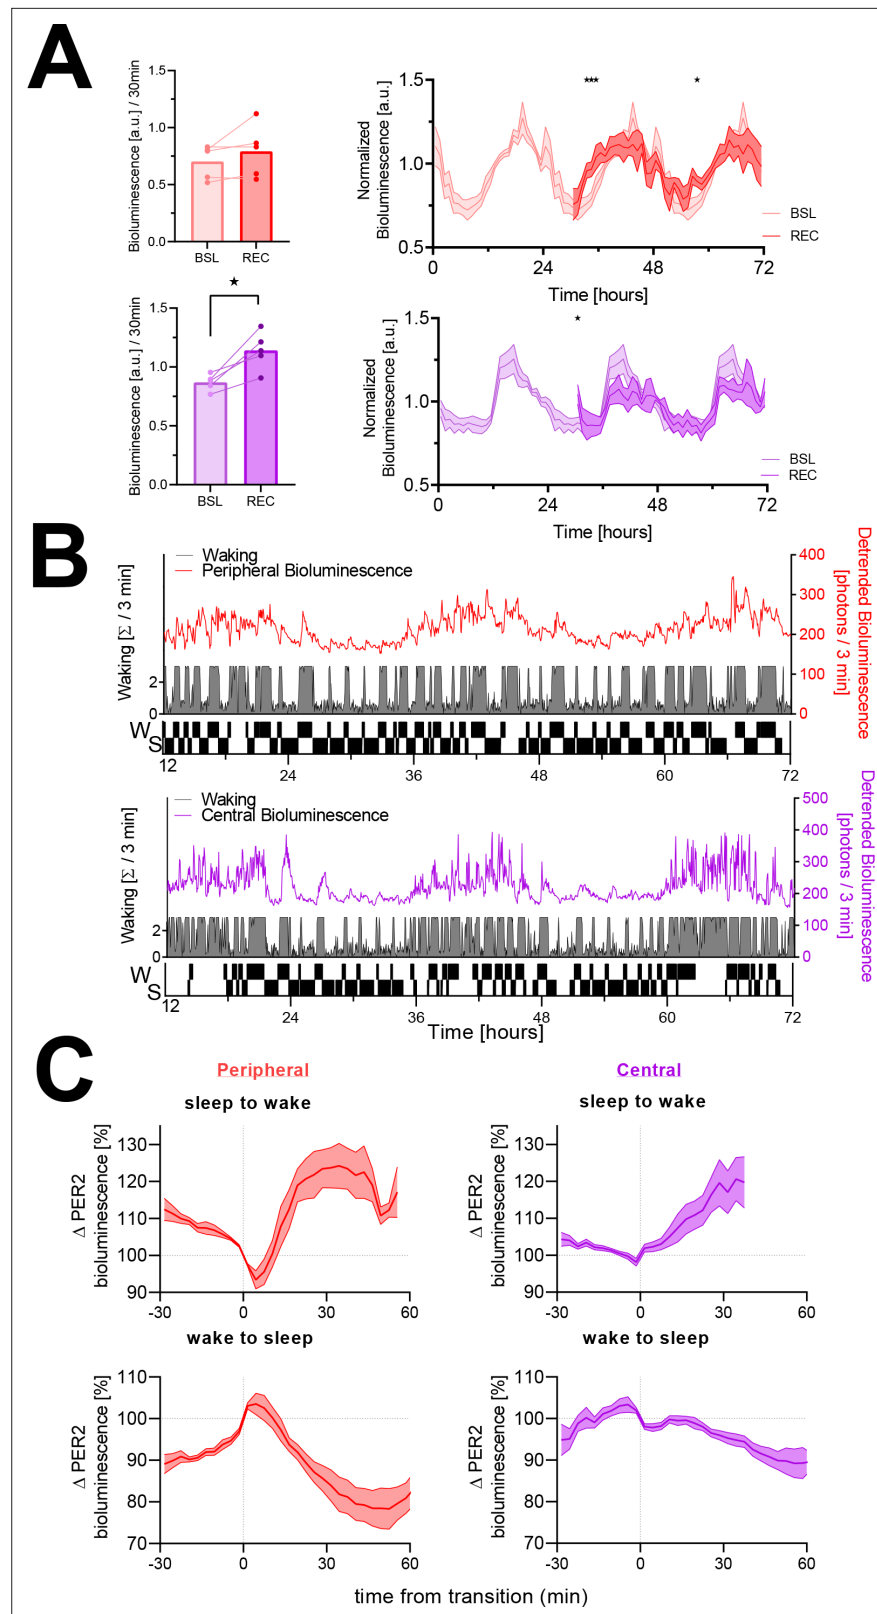 A
Bioluminescence [a.u.] / 30min
1.5
1.0
0.5
0.0
BSL
REC
Normalized
Bioluminescence [a.u.]
1.5
1.0
0.5
★★★
★
BSL
REC
0
24
48
72
Time [hours]
Bioluminescence [a.u.] / 30min
1.5
1.0
0.5
0.0
★
BSL
REC
Normalized
Bioluminescence [a.u.]
1.5
1.0
0.5
★
BSL
REC
0
24
48
72
Time [hours]
B
Waking
Peripheral Bioluminescence
Waking [Σ / 3 min]
2
0
Detrended Bioluminescence
[photons / 3 min]
400
300
200
100
0
W
S
12
24
36
48
60
72
Waking
Central Bioluminescence
Waking [Σ / 3 min]
2
0
Detrended Bioluminescence
[photons / 3 min]
500
400
300
200
100
0
W
S
12
24
36
48
60
72
Time [hours]
C
Peripheral
sleep to wake
Δ PER2
bioluminescence [%]
130
120
110
100
90
-30
0
30
60
Central
sleep to wake
Δ PER2
bioluminescence [%]
130
120
110
100
90
-30
0
30
60
wake to sleep
Δ PER2
bioluminescence [%]
110
100
90
80
70
-30
0
30
60
wake to sleep
Δ PER2
bioluminescence [%]
110
100
90
80
70
-30
0
30
60
time from transition (min)